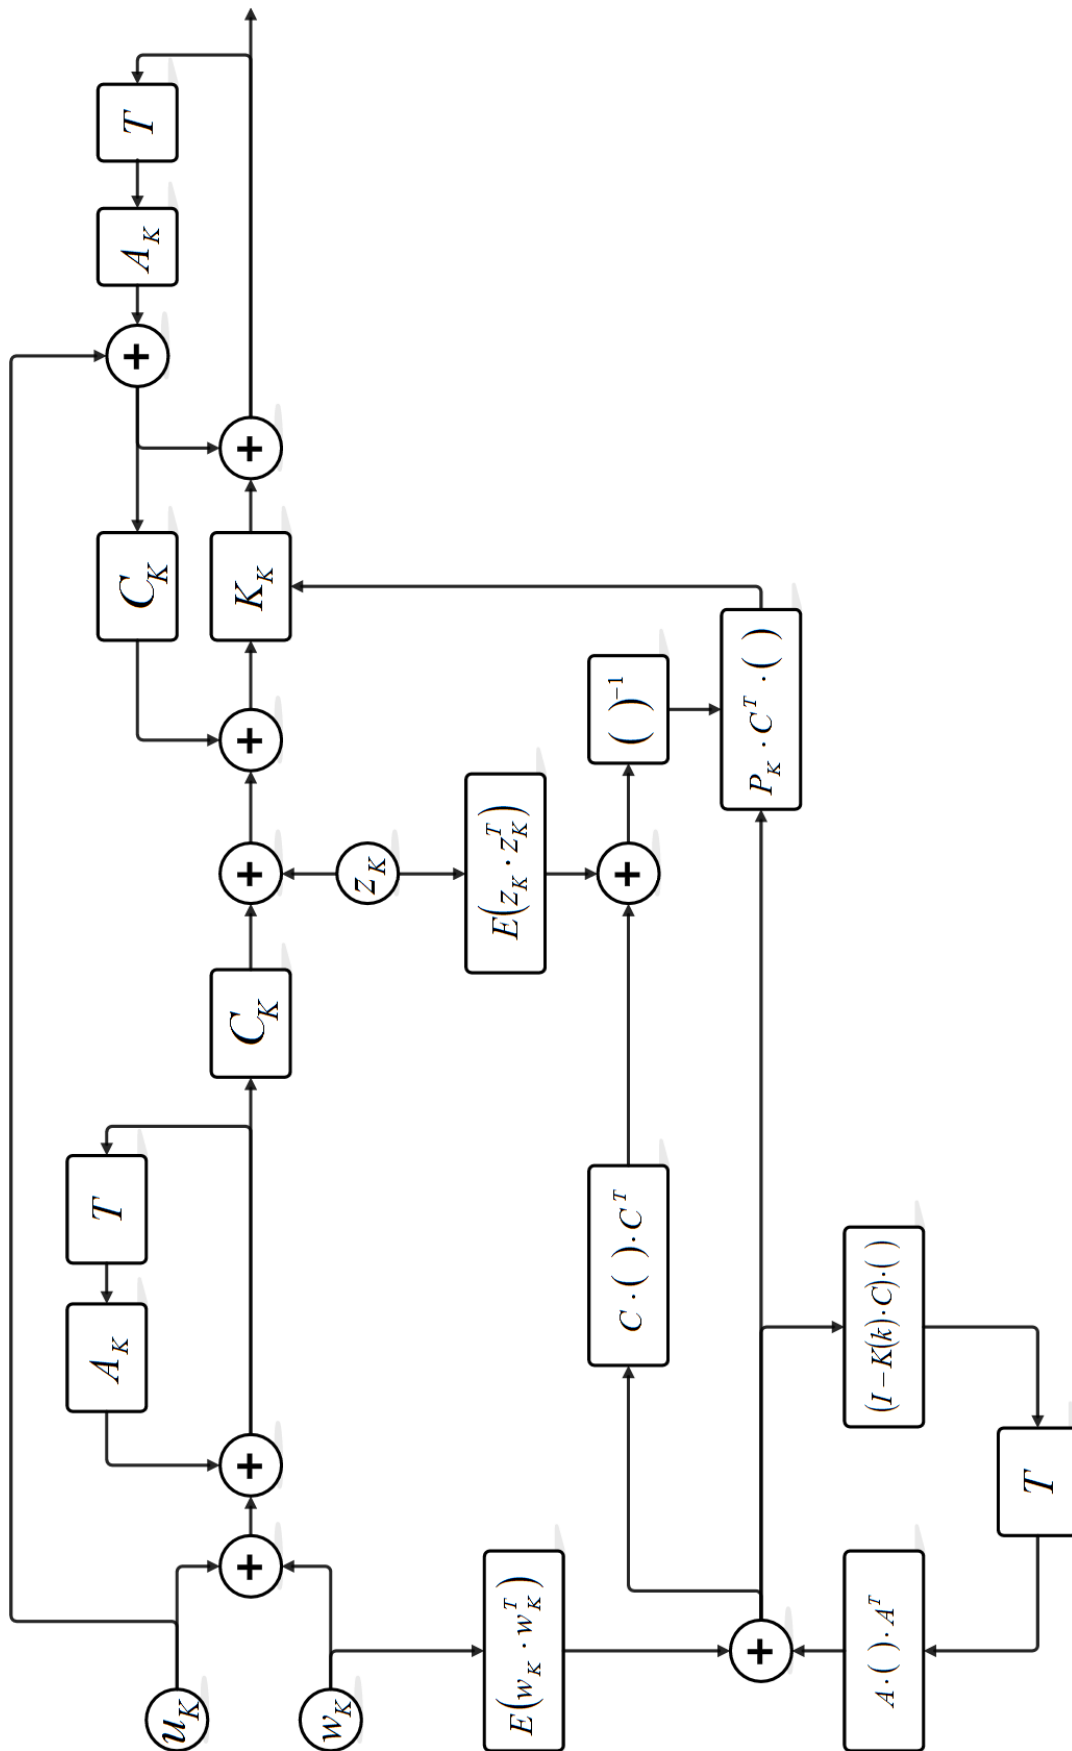 A_K
T
C_K
+
A_K
T
u_K
+
+
C_K
+
+
K_K
+
w_K
z_K
E(w_K · w_K^T)
E(z_K · z_K^T)
C · ( ) · C^T
+
( )^−1
+
P_K · C^T · ( )
A · ( ) · A^T
(I − K(k) · C) · ( )
T